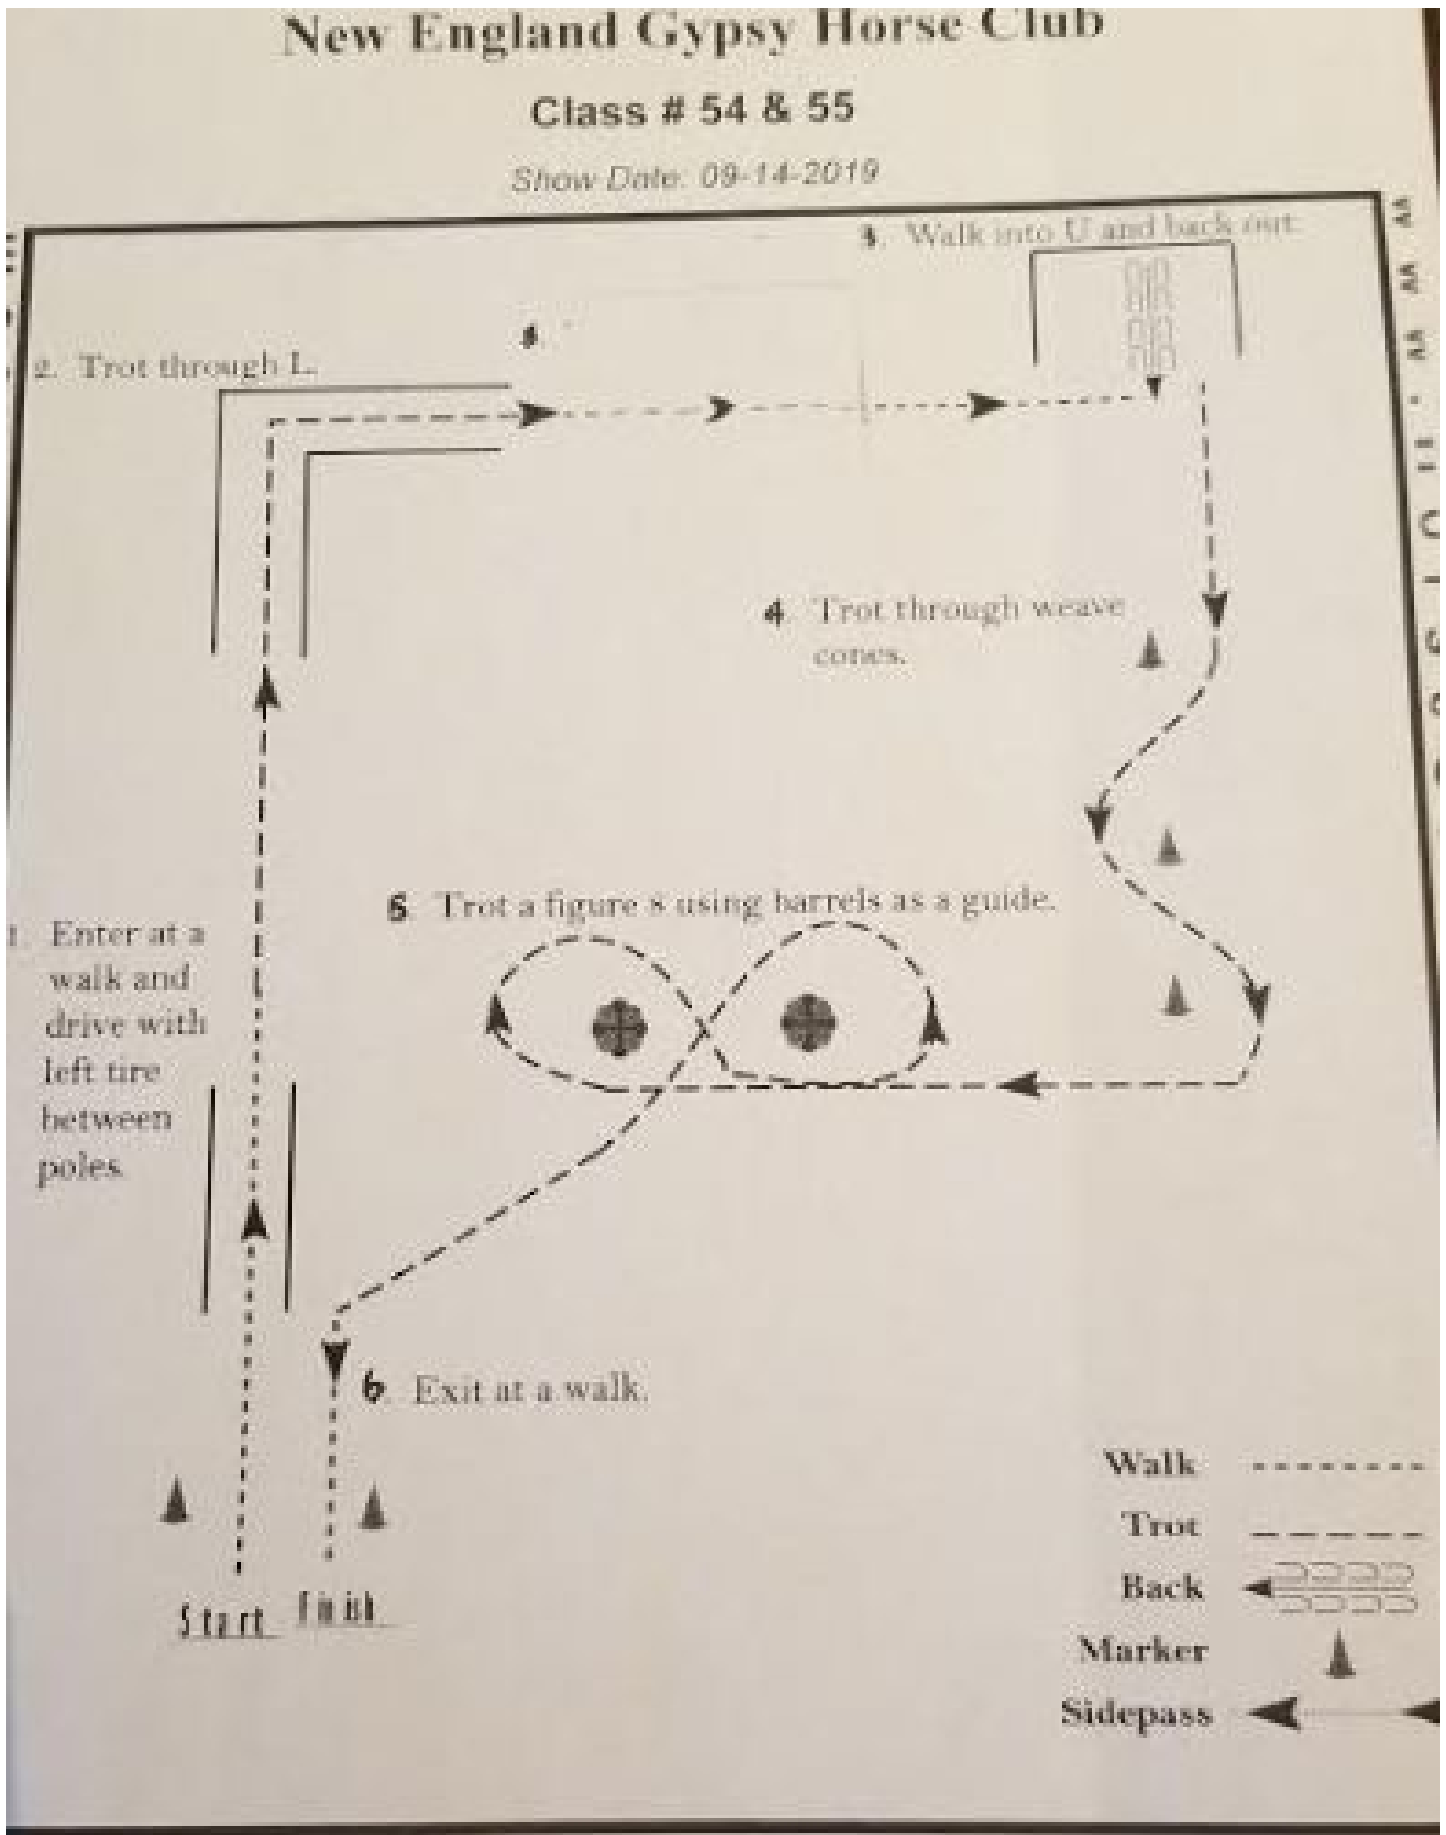 New England Gypsy Horse Club
Class # 54 & 55
Show Date: 09-14-2019
3. Walk into U and back out.
2. Trot through L.
4. Trot through weave
cones.
5 Trot a figure 8 using barrels as a guide.
1. Enter at a
walk and
drive with
left tire
between
poles.
6. Exit at a walk.
Start Finish
Walk
Trot
Back
Marker
Sidepass